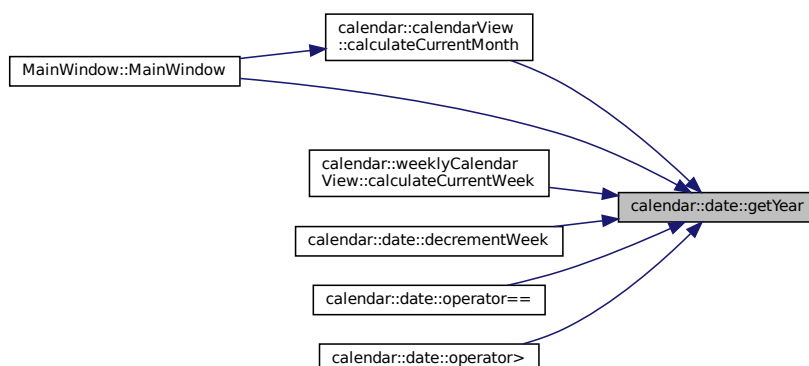 calendar::calendarView
::calculateCurrentMonth
MainWindow::MainWindow
calendar::weeklyCalendar
View::calculateCurrentWeek
calendar::date::getYear
calendar::date::decrementWeek
calendar::date::operator==
calendar::date::operator>